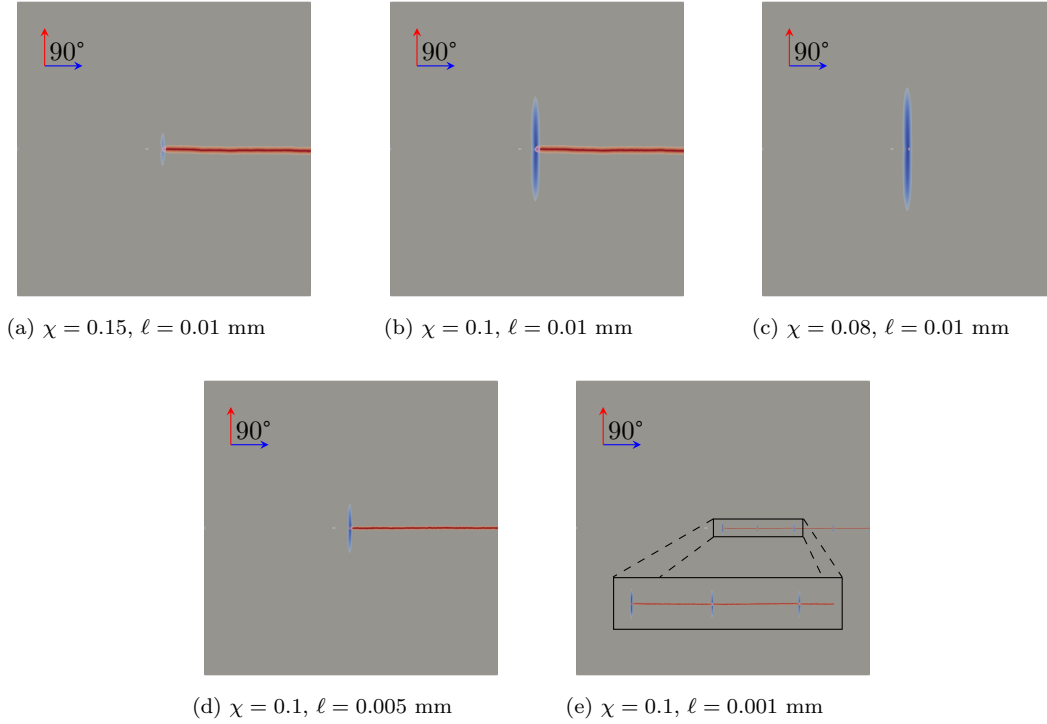 90°
90°
90°
(a) χ = 0.15, ℓ = 0.01 mm
(b) χ = 0.1, ℓ = 0.01 mm
(c) χ = 0.08, ℓ = 0.01 mm
90°
90°
(d) χ = 0.1, ℓ = 0.005 mm
(e) χ = 0.1, ℓ = 0.001 mm